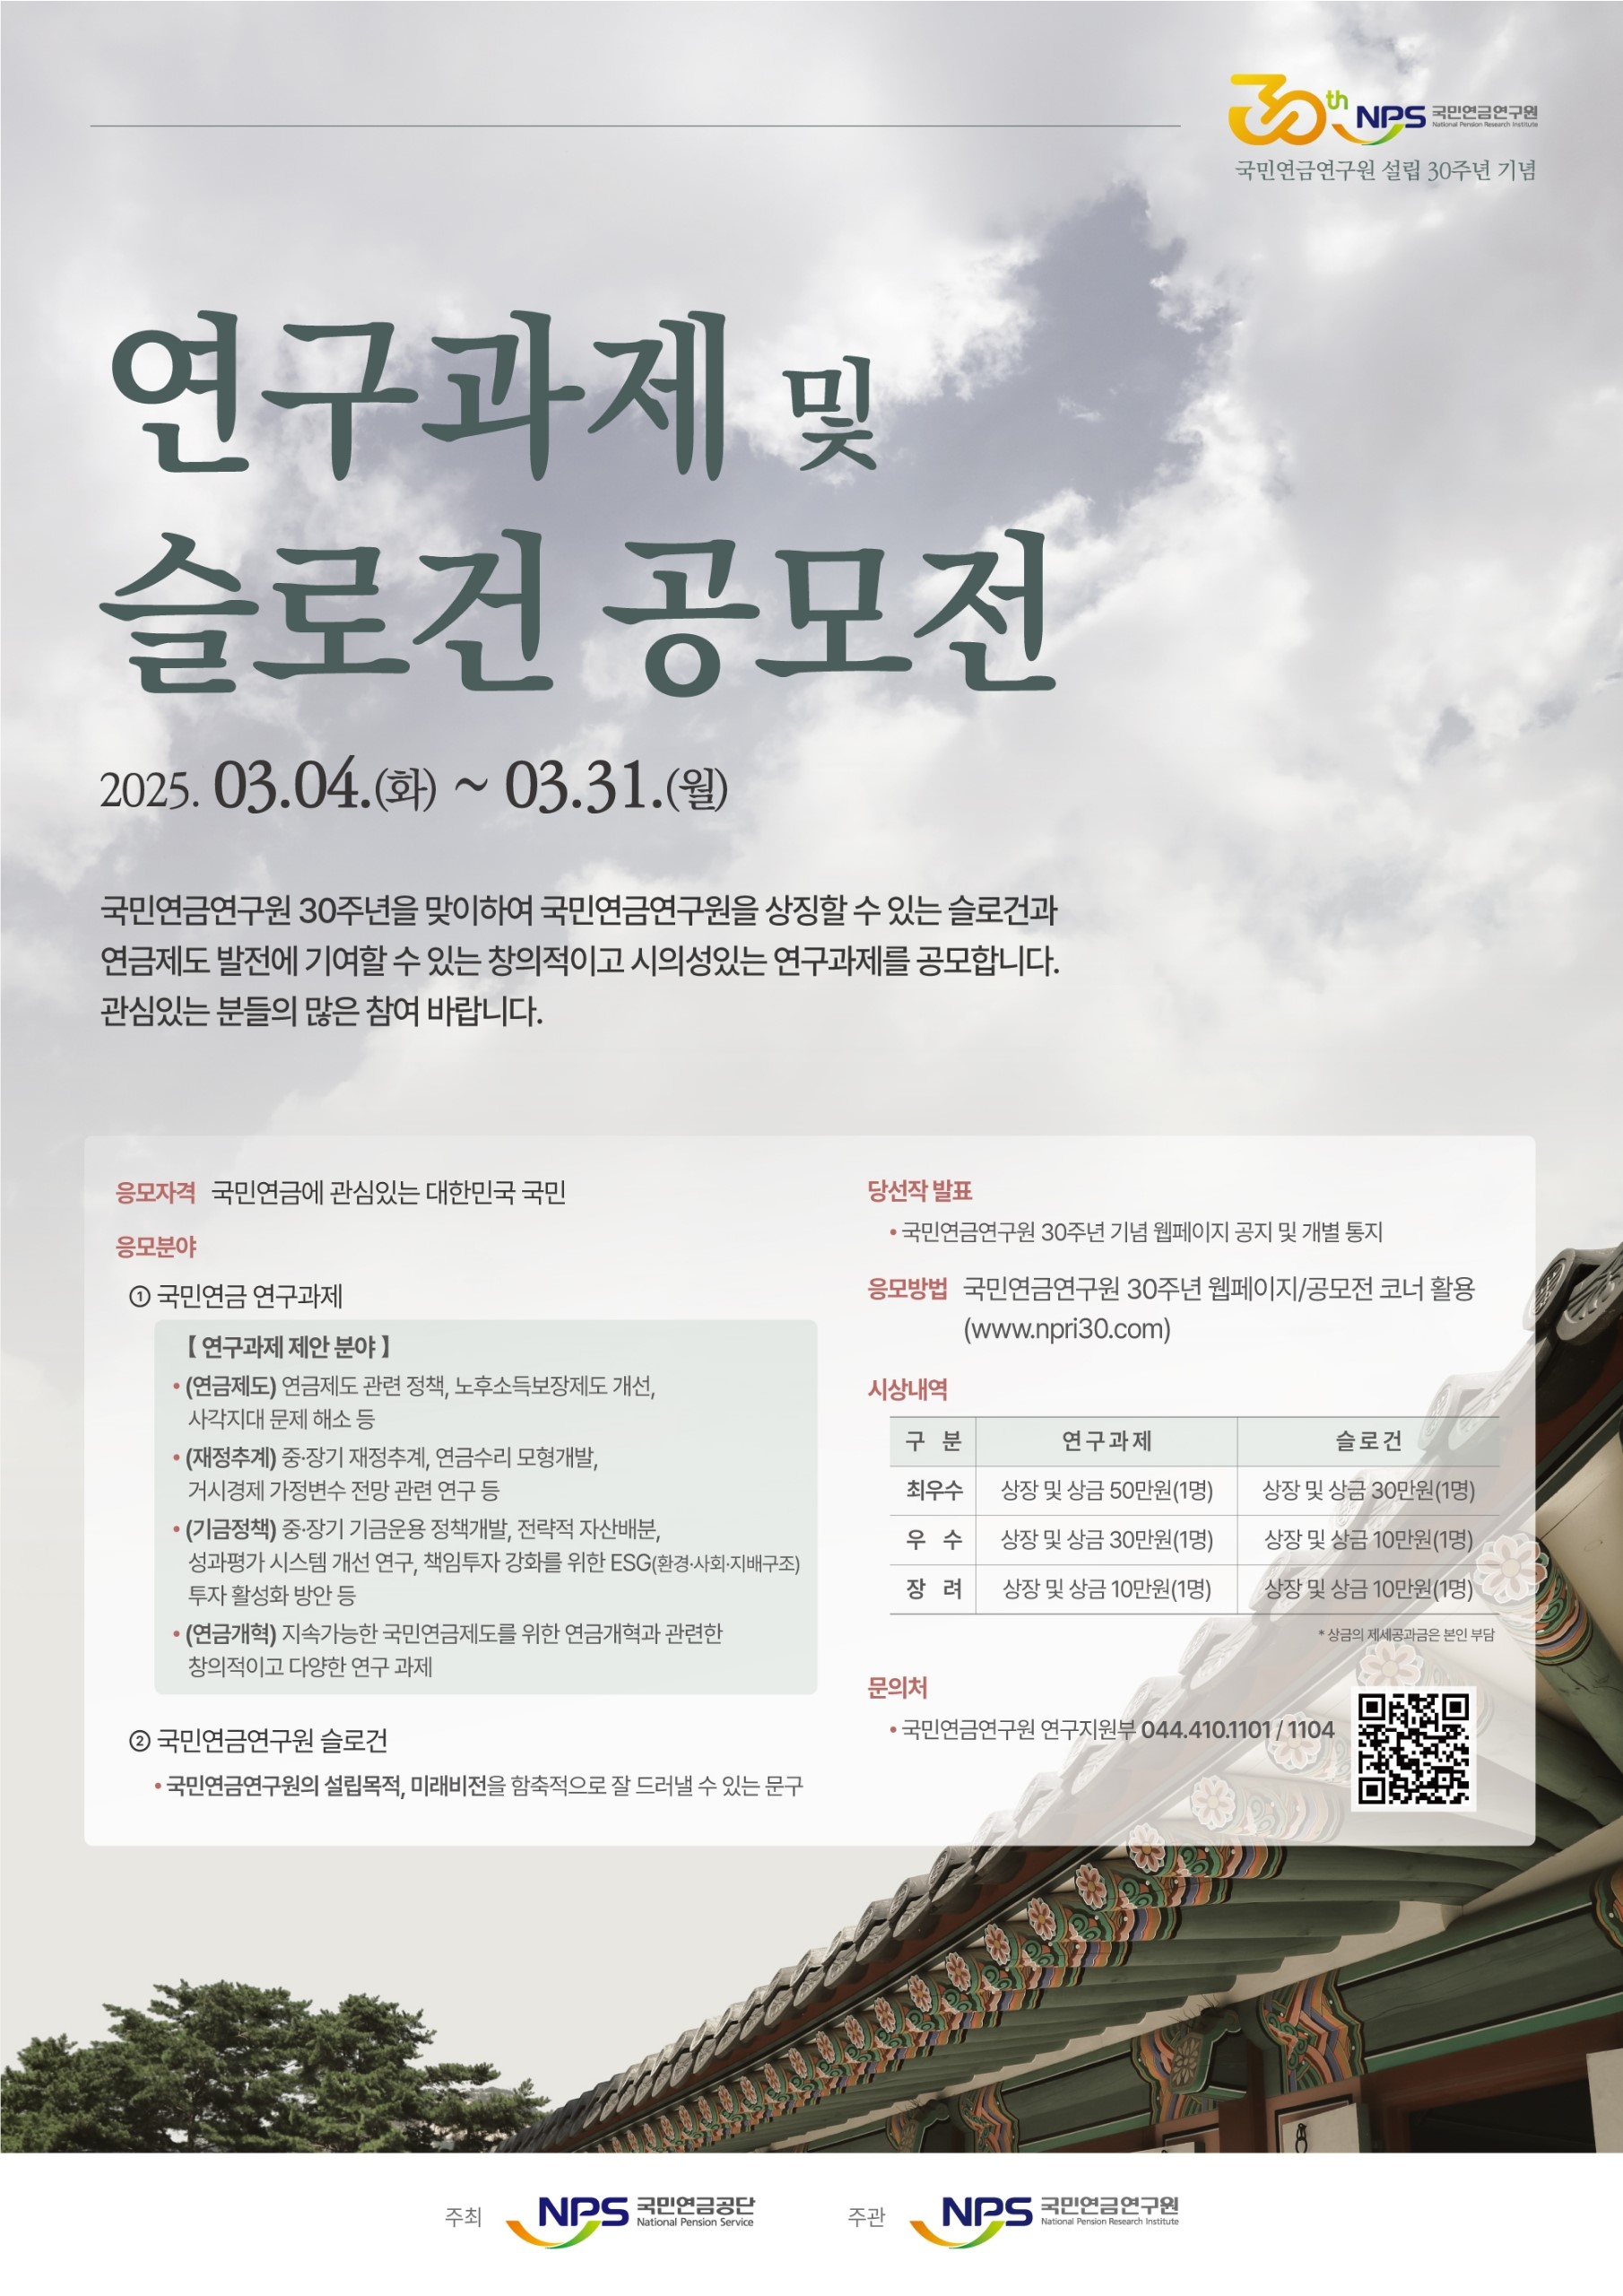 30th NPS 국민연금연구원
National Pension Research Institute
국민연금연구원 설립 30주년 기념
연구과제 및
슬로건 공모전
2025. 03.04.(화) ~ 03.31.(월)
국민연금연구원 30주년을 맞이하여 국민연금연구원을 상징할 수 있는 슬로건과
연금제도 발전에 기여할 수 있는 창의적이고 시의성있는 연구과제를 공모합니다.
관심있는 분들의 많은 참여 바랍니다.
응모자격 국민연금에 관심있는 대한민국 국민
응모분야
① 국민연금 연구과제
【 연구과제 제안 분야 】
• (연금제도) 연금제도 관련 정책, 노후소득보장제도 개선,
사각지대 문제 해소 등
• (재정추계) 중·장기 재정추계, 연금수리 모형개발,
거시경제 가정변수 전망 관련 연구 등
• (기금정책) 중·장기 기금운용 정책개발, 전략적 자산배분,
성과평가 시스템 개선 연구, 책임투자 강화를 위한 ESG(환경·사회·지배구조)
투자 활성화 방안 등
• (연금개혁) 지속가능한 국민연금제도를 위한 연금개혁과 관련한
창의적이고 다양한 연구 과제
② 국민연금연구원 슬로건
• 국민연금연구원의 설립목적, 미래비전을 함축적으로 잘 드러낼 수 있는 문구
당선작 발표
• 국민연금연구원 30주년 기념 웹페이지 공지 및 개별 통지
응모방법 국민연금연구원 30주년 웹페이지/공모전 코너 활용
(www.npri30.com)
시상내역
구 분 연구과제 슬로건
최우수 상장 및 상금 50만원(1명) 상장 및 상금 30만원(1명)
우 수 상장 및 상금 30만원(1명) 상장 및 상금 10만원(1명)
장 려 상장 및 상금 10만원(1명) 상장 및 상금 10만원(1명)
* 상금의 제세공과금은 본인 부담
문의처
• 국민연금연구원 연구지원부 044.410.1101 / 1104
주최 NPS 국민연금공단
National Pension Service
주관 NPS 국민연금연구원
National Pension Research Institute